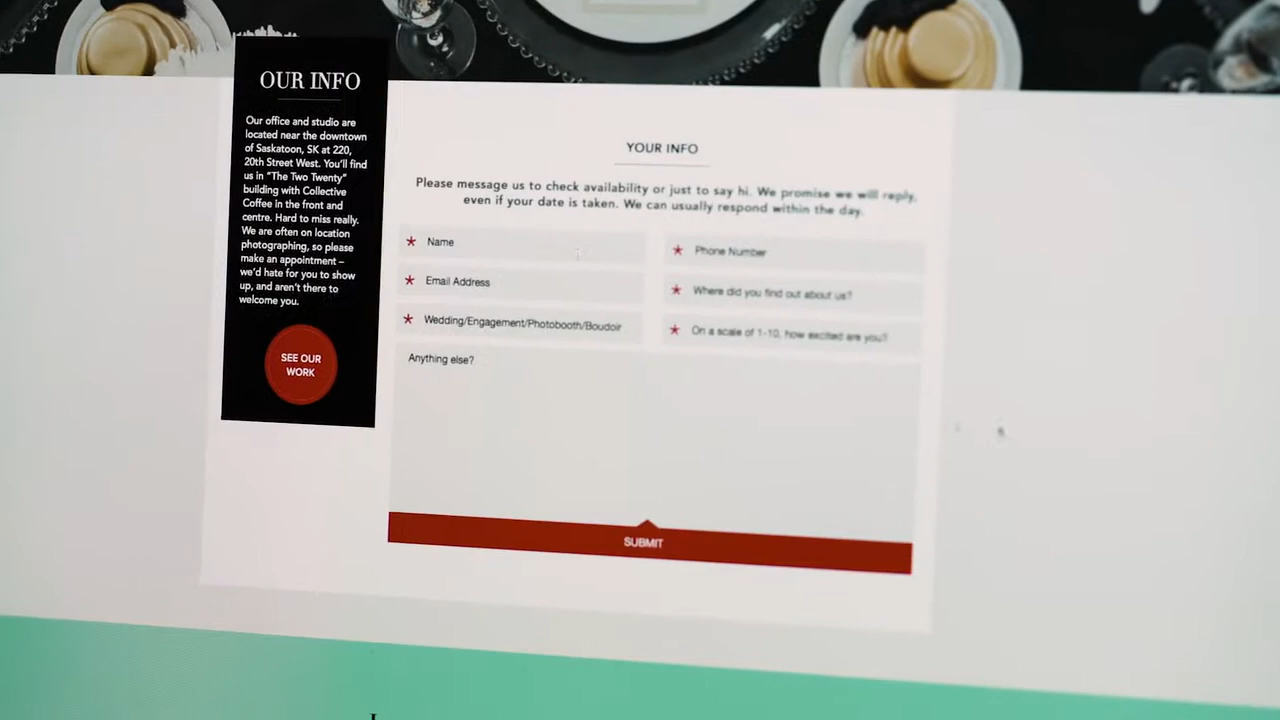 OUR INFO
Our office and studio are
located near the downtown
of Saskatoon, SK at 220,
20th Street West. You'll find
us in "The Two Twenty"
building with Collective
Coffee in the front and
centre. Hard to miss really.
We are often on location
photographing, so please
make an appointment –
we'd hate for you to show
up, and aren't there to
welcome you.
SEE OUR
WORK
YOUR INFO
Please message us to check availability or just to say hi. We promise we will reply,
even if your date is taken. We can usually respond within the day.
* Name
* Phone Number
* Email Address
* Where did you find out about us?
* Wedding/Engagement/Photobooth/Boudoir
* On a scale of 1-10, how excited are you?
Anything else?
SUBMIT